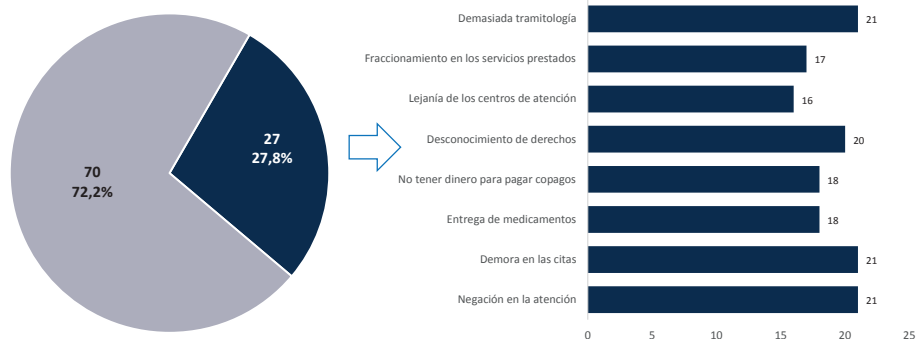 70
72,2%
27
27,8%
Demasiada tramitología
21
Fraccionamiento en los servicios prestados
17
Lejanía de los centros de atención
16
Desconocimiento de derechos
20
No tener dinero para pagar copagos
18
Entrega de medicamentos
18
Demora en las citas
21
Negación en la atención
21
0 5 10 15 20 25